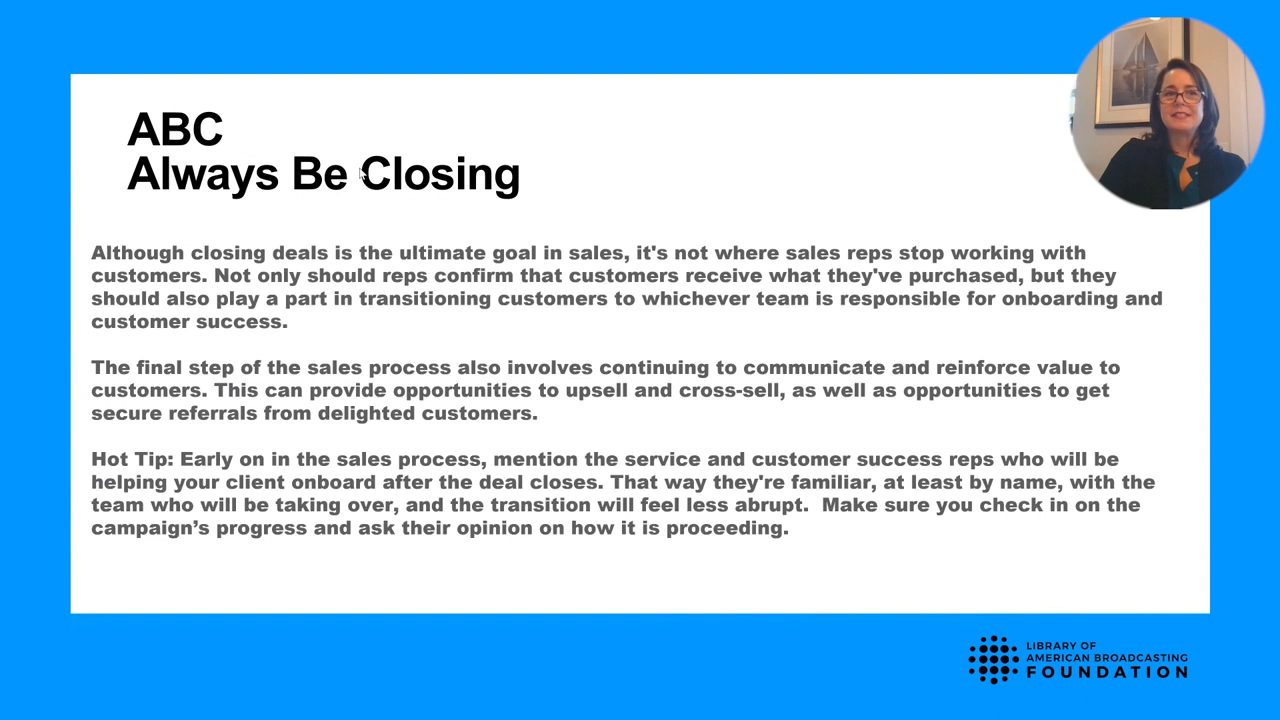 ABC
Always Be Closing
Although closing deals is the ultimate goal in sales, it's not where sales reps stop working with
customers. Not only should reps confirm that customers receive what they've purchased, but they
should also play a part in transitioning customers to whichever team is responsible for onboarding and
customer success.
The final step of the sales process also involves continuing to communicate and reinforce value to
customers. This can provide opportunities to upsell and cross-sell, as well as opportunities to get
secure referrals from delighted customers.
Hot Tip: Early on in the sales process, mention the service and customer success reps who will be
helping your client onboard after the deal closes. That way they're familiar, at least by name, with the
team who will be taking over, and the transition will feel less abrupt.  Make sure you check in on the
campaign’s progress and ask their opinion on how it is proceeding.
LIBRARY OF
AMERICAN BROADCASTING
FOUNDATION